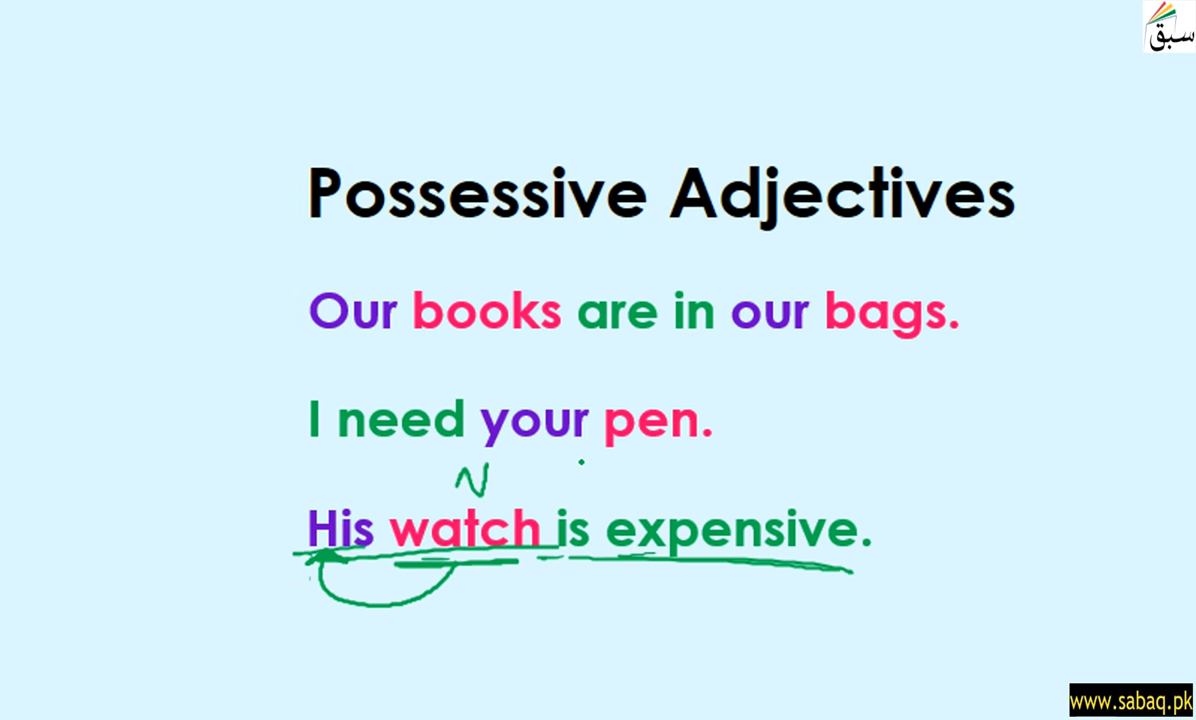 سبق
Possessive Adjectives
Our books are in our bags.
I need your pen.
N
His watch is expensive.
www.sabaq.pk